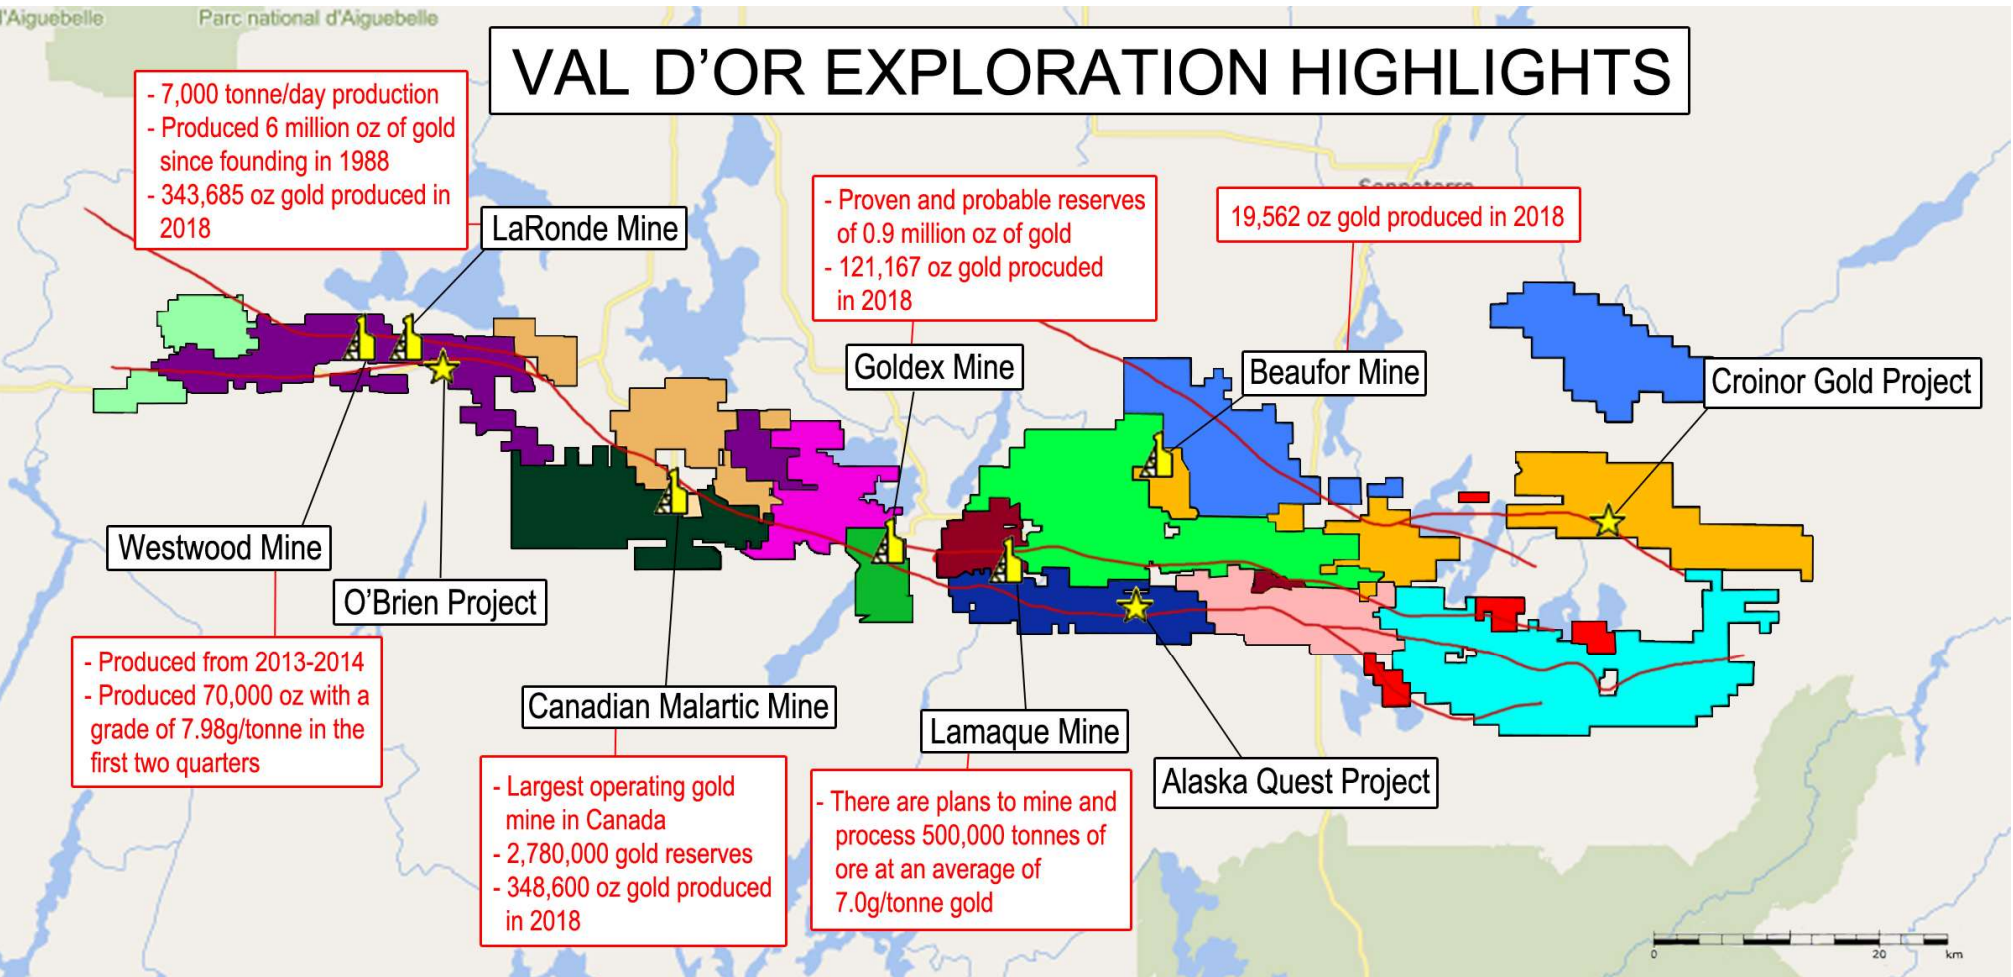 l'Aiguebelle
Parc national d'Aiguebelle
VAL D'OR EXPLORATION HIGHLIGHTS
- 7,000 tonne/day production
- Produced 6 million oz of gold
since founding in 1988
- 343,685 oz gold produced in
2018
LaRonde Mine
- Proven and probable reserves
of 0.9 million oz of gold
- 121,167 oz gold procuded
in 2018
Goldex Mine
Senneterre
19,562 oz gold produced in 2018
Beaufor Mine
Croinor Gold Project
Westwood Mine
- Produced from 2013-2014
- Produced 70,000 oz with a
grade of 7.98g/tonne in the
first two quarters
O'Brien Project
Canadian Malartic Mine
- Largest operating gold
mine in Canada
- 2,780,000 gold reserves
- 348,600 oz gold produced
in 2018
Lamaque Mine
- There are plans to mine and
process 500,000 tonnes of
ore at an average of
7.0g/tonne gold
Alaska Quest Project
0 20 km